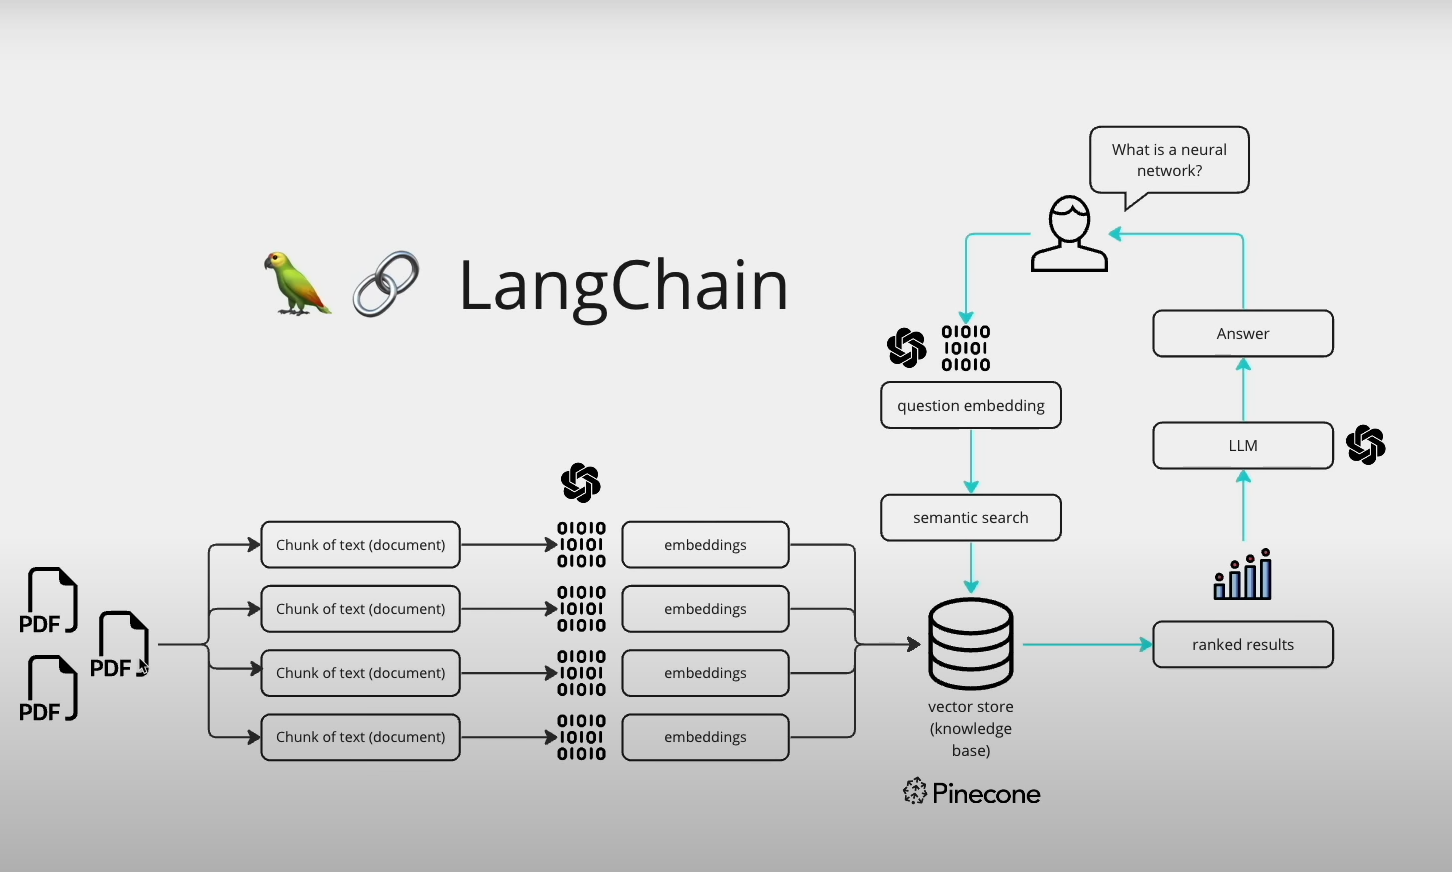 What is a neural
network?
LangChain
01010
10101
01010
question embedding
semantic search
Answer
LLM
ranked results
PDF
PDF
PDF
Chunk of text (document)
01010
10101
01010
embeddings
Chunk of text (document)
01010
10101
01010
embeddings
Chunk of text (document)
01010
10101
01010
embeddings
Chunk of text (document)
01010
10101
01010
embeddings
vector store
(knowledge
base)
Pinecone